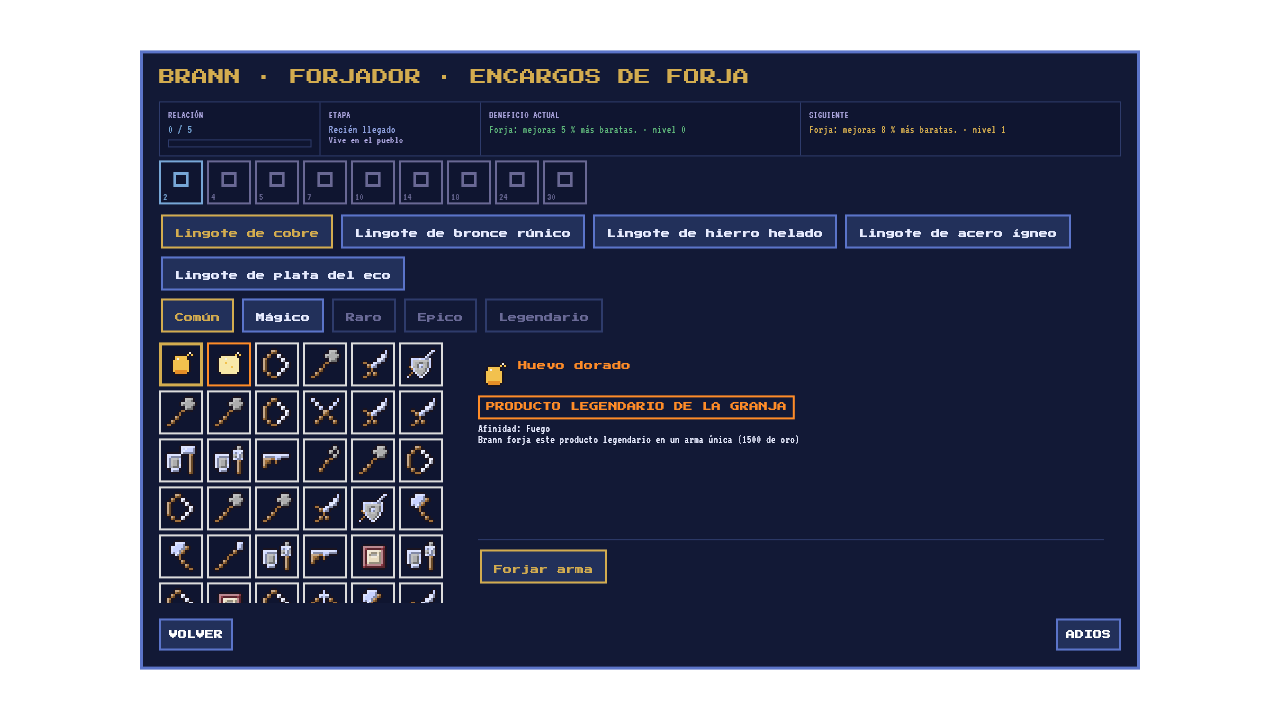 BRANN · FORJADOR · ENCARGOS DE FORJA
RELACIÓN
0 / 5
ETAPA
Recién llegado
Vive en el pueblo
BENEFICIO ACTUAL
Forja: mejoras 5 % más baratas. · nivel 0
SIGUIENTE
Forja: mejoras 8 % más baratas. · nivel 1
2 4 5 7 10 14 18 24 30
Lingote de cobre
Lingote de bronce rúnico
Lingote de hierro helado
Lingote de acero ígneo
Lingote de plata del eco
Común
Mágico
Raro
Epico
Legendario
Huevo dorado
PRODUCTO LEGENDARIO DE LA GRANJA
Afinidad: Fuego
Brann forja este producto legendario en un arma única (1500 de oro)
Forjar arma
VOLVER
ADIOS